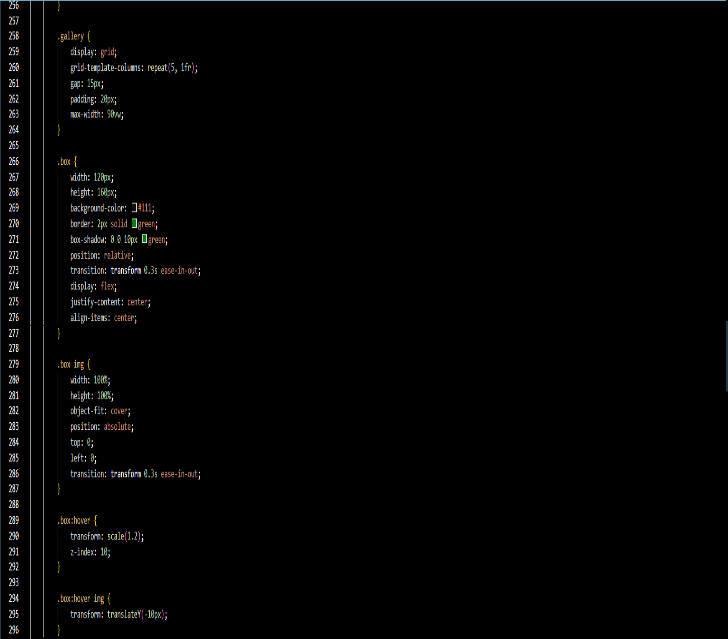 256 }
257
258 .gallery {
259 display: grid;
260 grid-template-columns: repeat(5, 1fr);
261 gap: 15px;
262 padding: 20px;
263 max-width: 90vw;
264 }
265
266 .box {
267 width: 120px;
268 height: 160px;
269 background-color: #111;
270 border: 2px solid green;
271 box-shadow: 0 0 10px green;
272 position: relative;
273 transition: transform 0.3s ease-in-out;
274 display: flex;
275 justify-content: center;
276 align-items: center;
277 }
278
279 .box img {
280 width: 100%;
281 height: 100%;
282 object-fit: cover;
283 position: absolute;
284 top: 0;
285 left: 0;
286 transition: transform 0.3s ease-in-out;
287 }
288
289 .box:hover {
290 transform: scale(1.2);
291 z-index: 10;
292 }
293
294 .box:hover img {
295 transform: translateY(-10px);
296 }